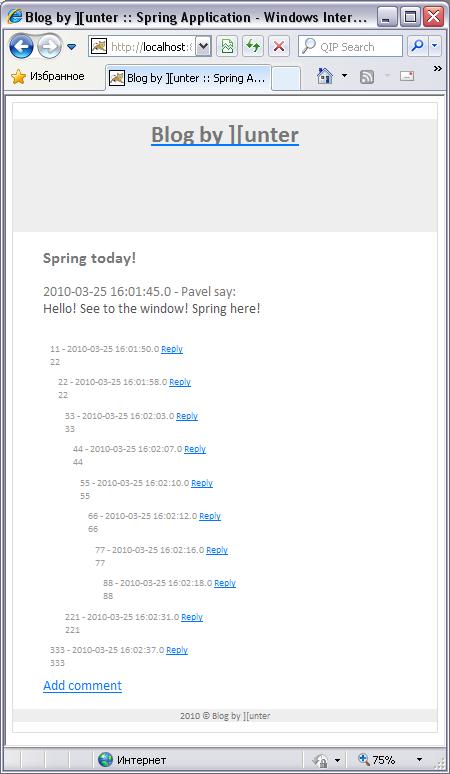 Blog by ][unter :: Spring Application - Windows Inter...
http://localhost:8
QIP Search
Избранное
Blog by ][unter :: Spring A...
»
Blog by ][unter
Spring today!
2010-03-25 16:01:45.0 - Pavel say:
Hello! See to the window! Spring here!
11 - 2010-03-25 16:01:50.0 Reply
22
22 - 2010-03-25 16:01:58.0 Reply
22
33 - 2010-03-25 16:02:03.0 Reply
33
44 - 2010-03-25 16:02:07.0 Reply
44
55 - 2010-03-25 16:02:10.0 Reply
55
66 - 2010-03-25 16:02:12.0 Reply
66
77 - 2010-03-25 16:02:16.0 Reply
77
88 - 2010-03-25 16:02:18.0 Reply
88
221 - 2010-03-25 16:02:31.0 Reply
221
333 - 2010-03-25 16:02:37.0 Reply
333
Add comment
2010 © Blog by ][unter
Интернет
75%